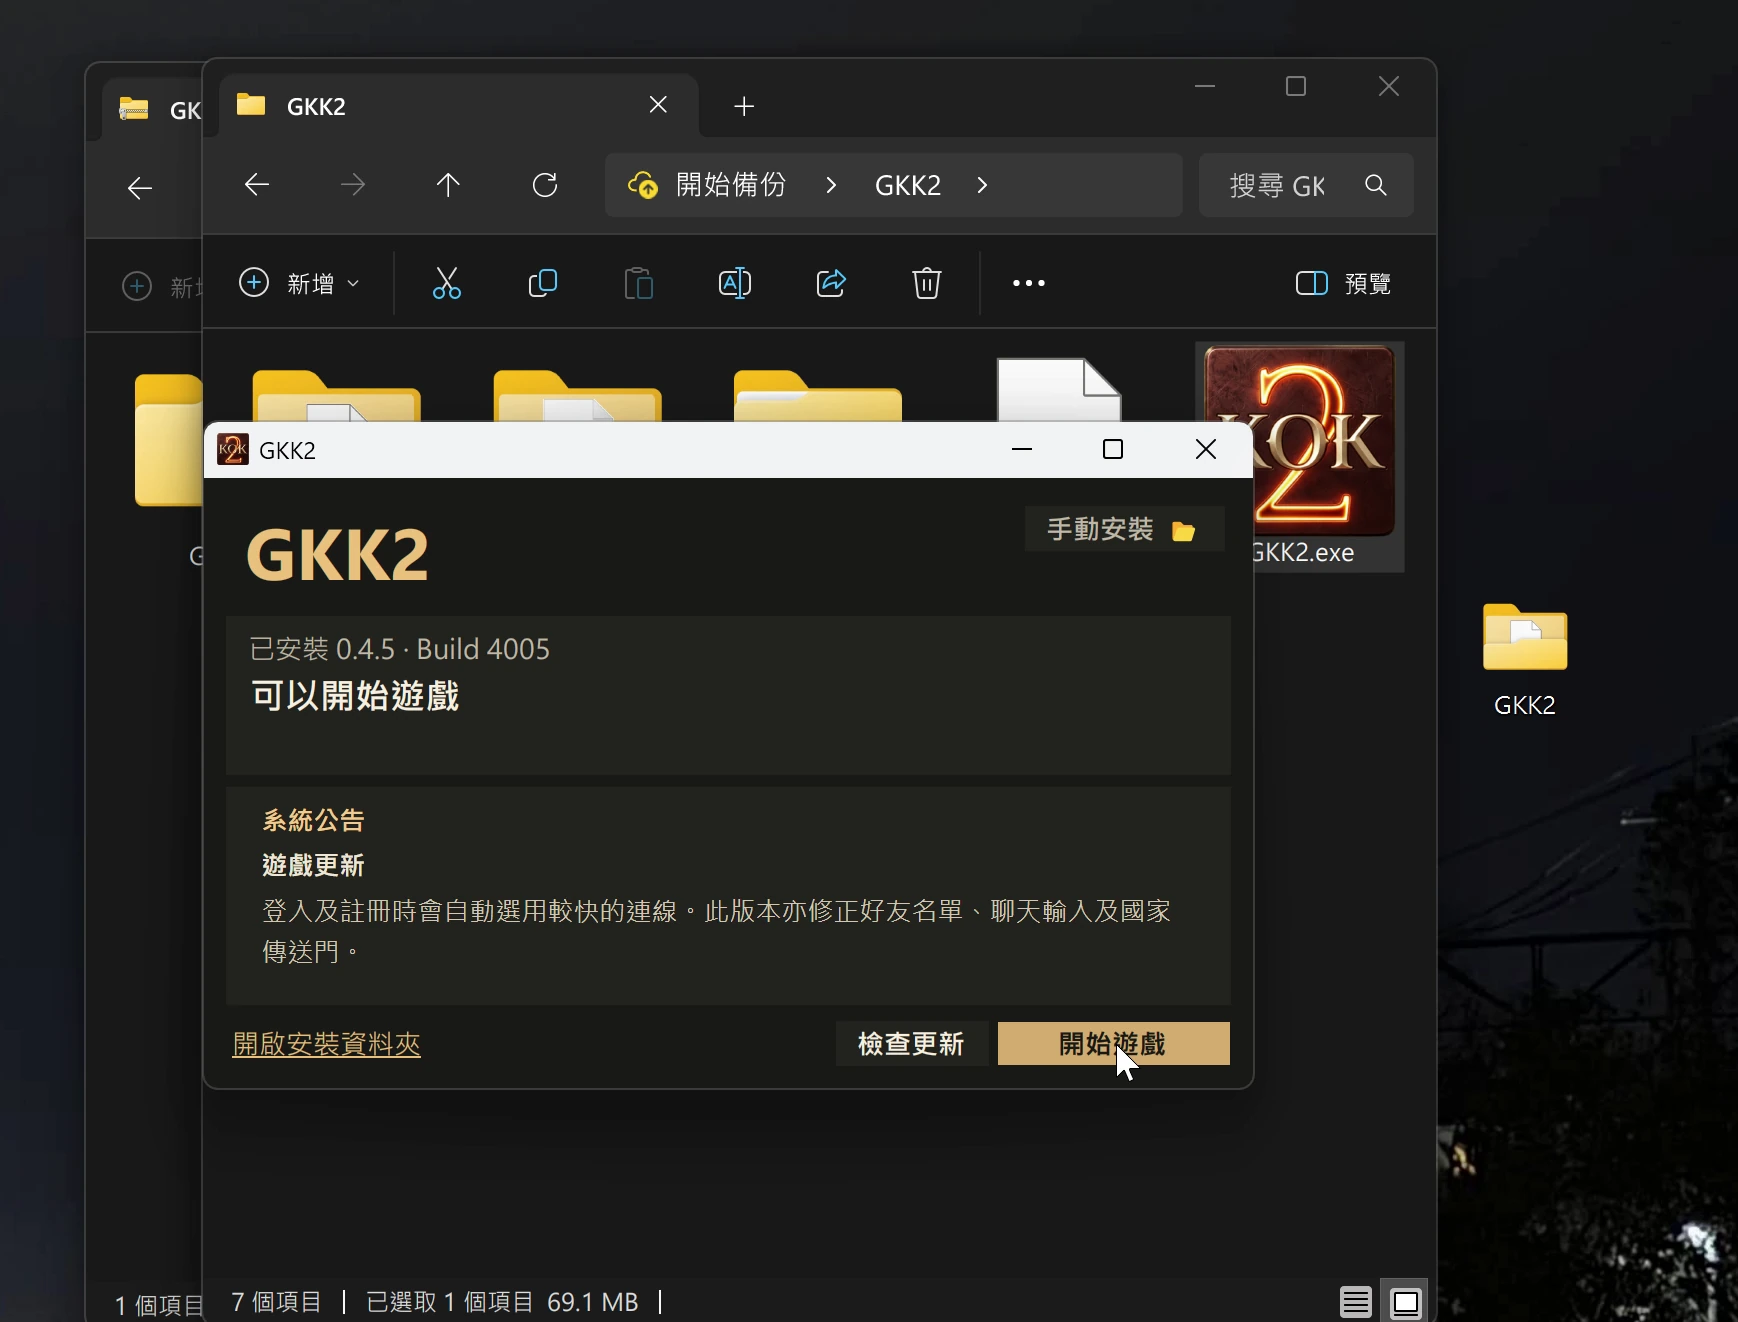 GK
GKK2
開始備份
GKK2
搜尋 GK
新增
預覽
KOK
2
GKK2.exe
GKK2
GKK2
手動安裝
已安裝 0.4.5 · Build 4005
可以開始遊戲
系統公告
遊戲更新
登入及註冊時會自動選用較快的連線。此版本亦修正好友名單、聊天輸入及國家
傳送門。
開啟安裝資料夾
檢查更新
開始遊戲
GKK2
1 個項目
7 個項目
已選取 1 個項目 69.1 MB